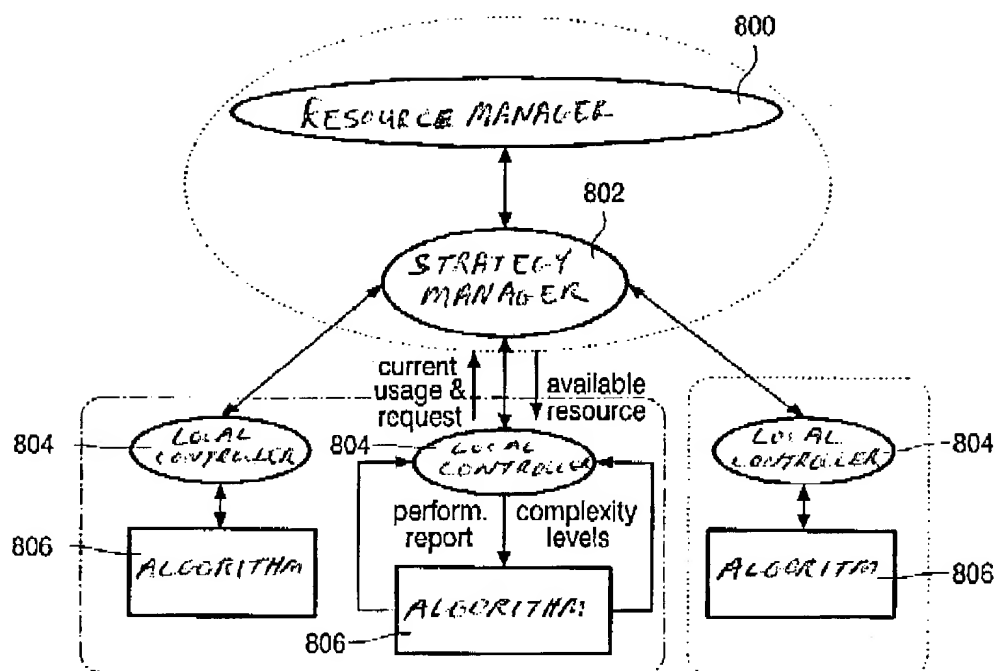 800
RESOURCE MANAGER
802
STRATEGY
MANAGER
current
usage &
request
available
resource
804
LOCAL
CONTROLLER
804
LOCAL
CONTROLLER
LOCAL
CONTROLLER
804
perform.
report
complexity
levels
806
ALGORITHM
ALGORITHM
806
ALGORITM
806